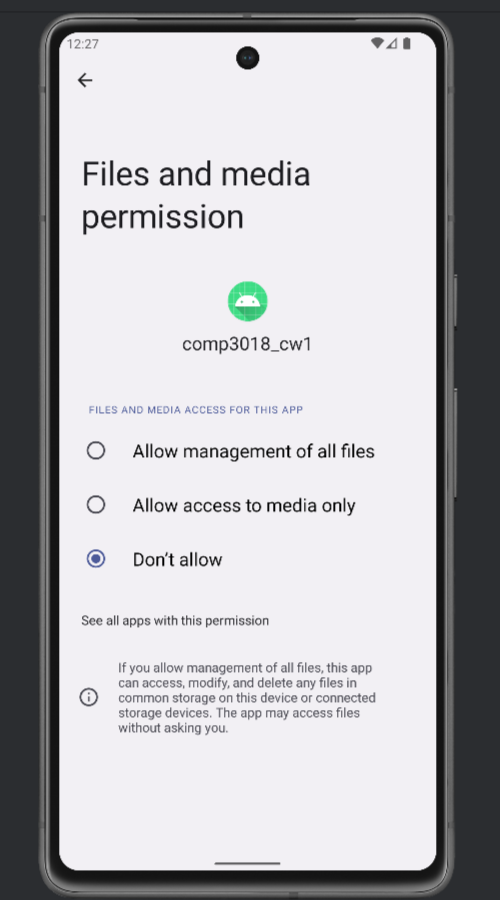 12:27
Files and media
permission
comp3018_cw1
FILES AND MEDIA ACCESS FOR THIS APP
Allow management of all files
Allow access to media only
Don’t allow
See all apps with this permission
If you allow management of all files, this app
can access, modify, and delete any files in
common storage on this device or connected
storage devices. The app may access files
without asking you.